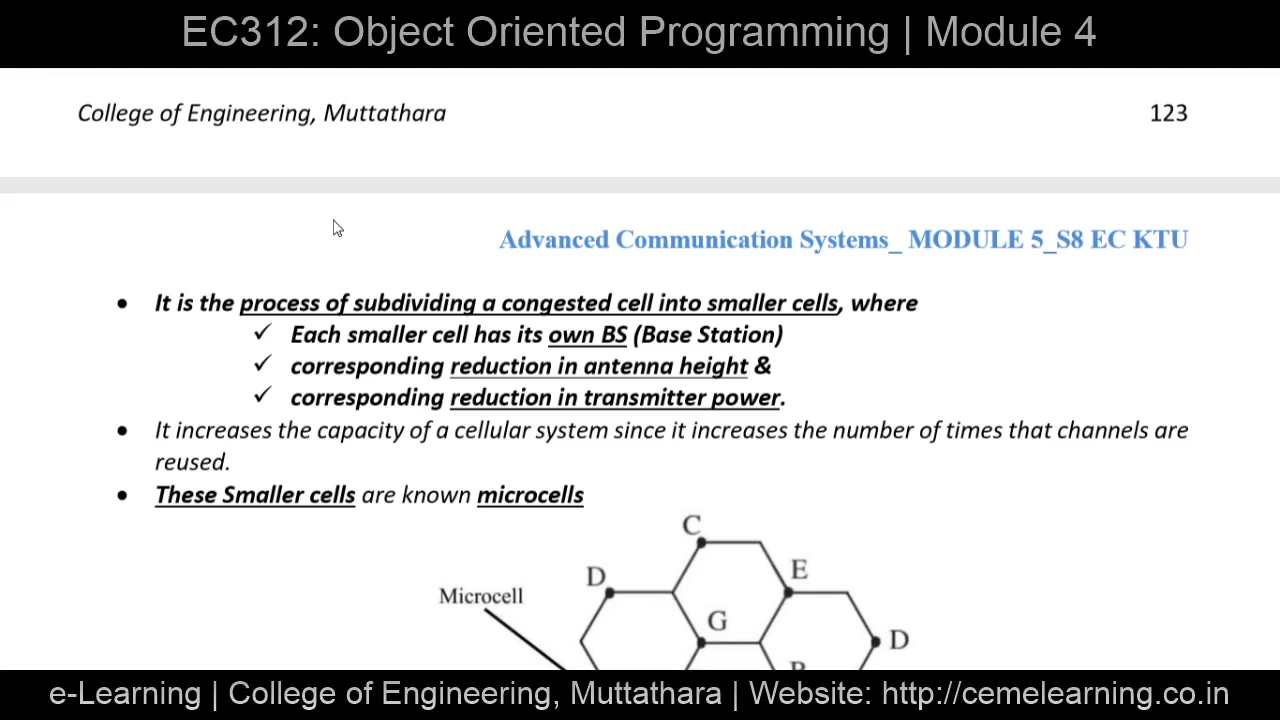 EC312: Object Oriented Programming | Module 4
College of Engineering, Muttathara 123
Advanced Communication Systems_ MODULE 5_S8 EC KTU
• It is the process of subdividing a congested cell into smaller cells, where
✓ Each smaller cell has its own BS (Base Station)
✓ corresponding reduction in antenna height &
✓ corresponding reduction in transmitter power.
• It increases the capacity of a cellular system since it increases the number of times that channels are
reused.
• These Smaller cells are known microcells
C
D
E
Microcell
G
D
e-Learning | College of Engineering, Muttathara | Website: http://cemelearning.co.in